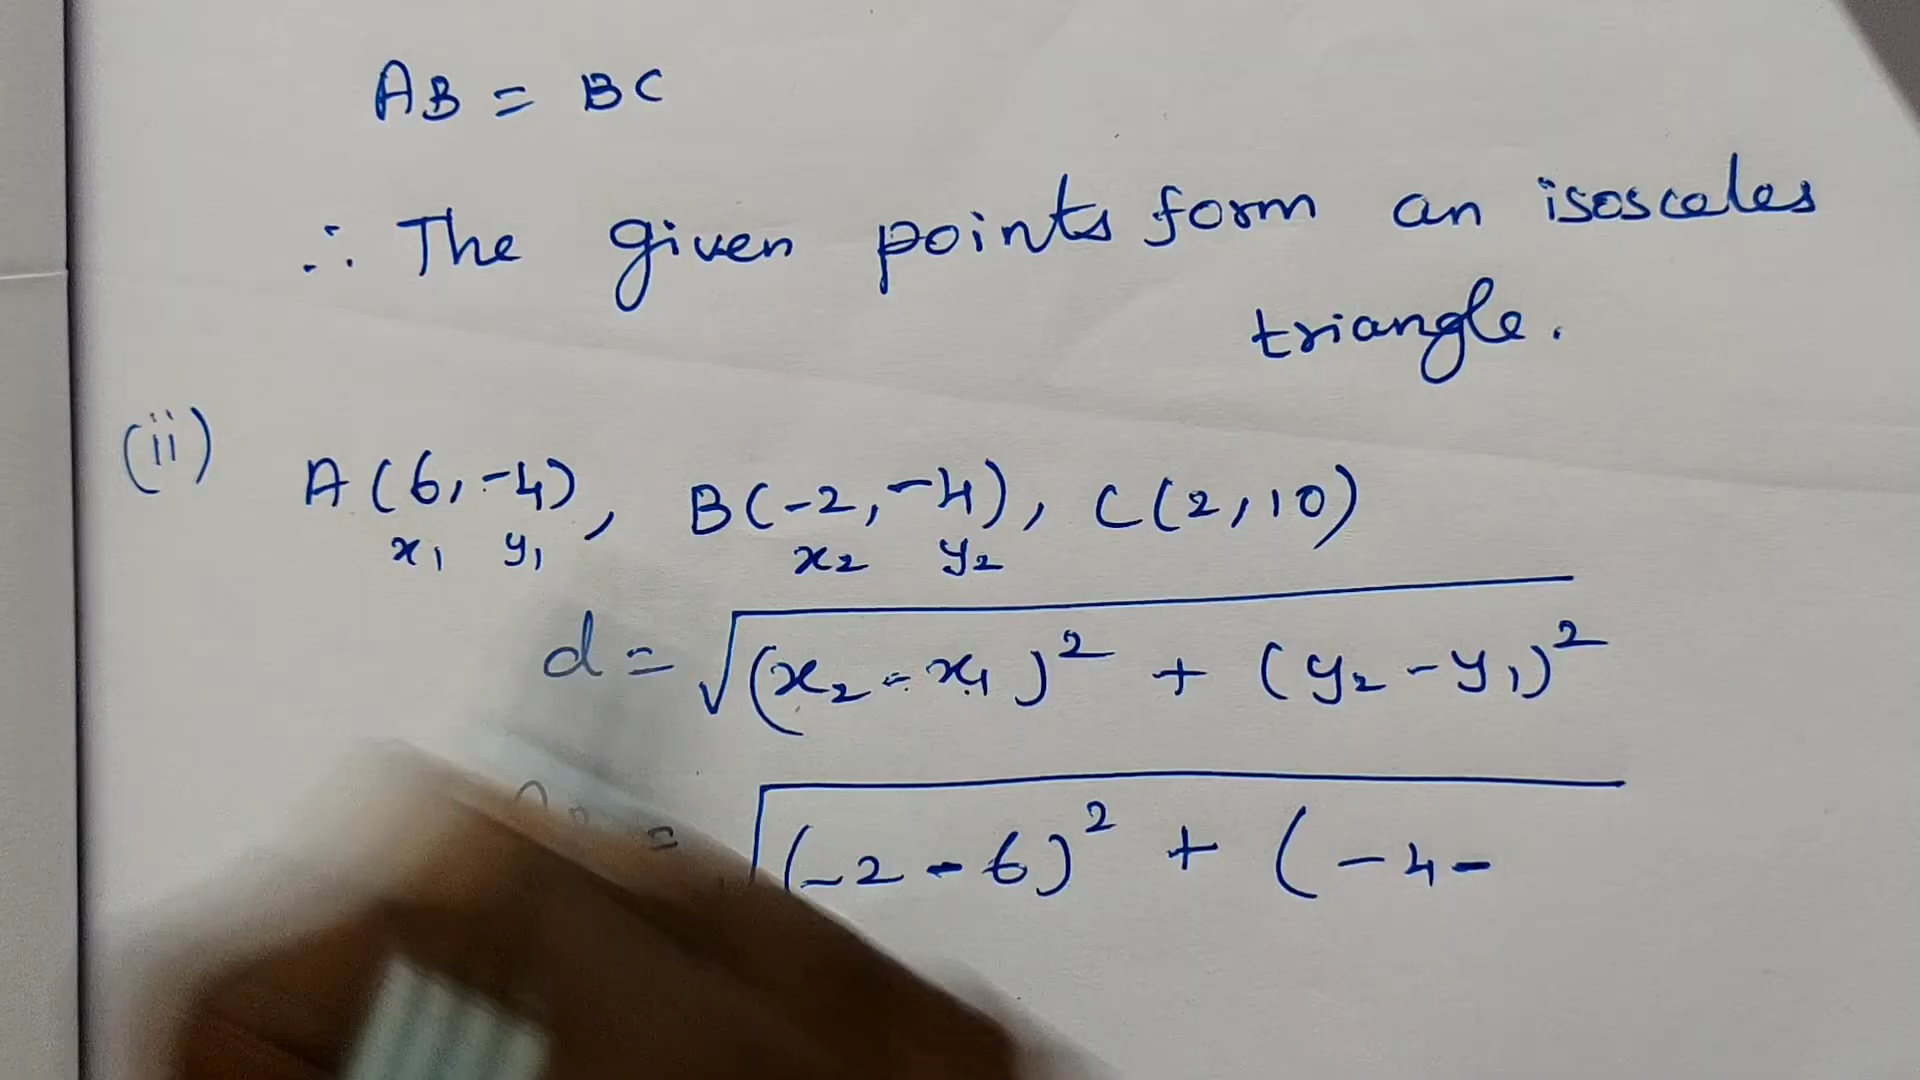 AB = BC
∴ The given points form an isosceles
triangle.
(ii) A(6,-4), B(-2,-4), C(2,10)
x₁ y₁ x₂ y₂
d = √(x₂-x₁)² + (y₂-y₁)²
= √(-2-6)² + (-4-